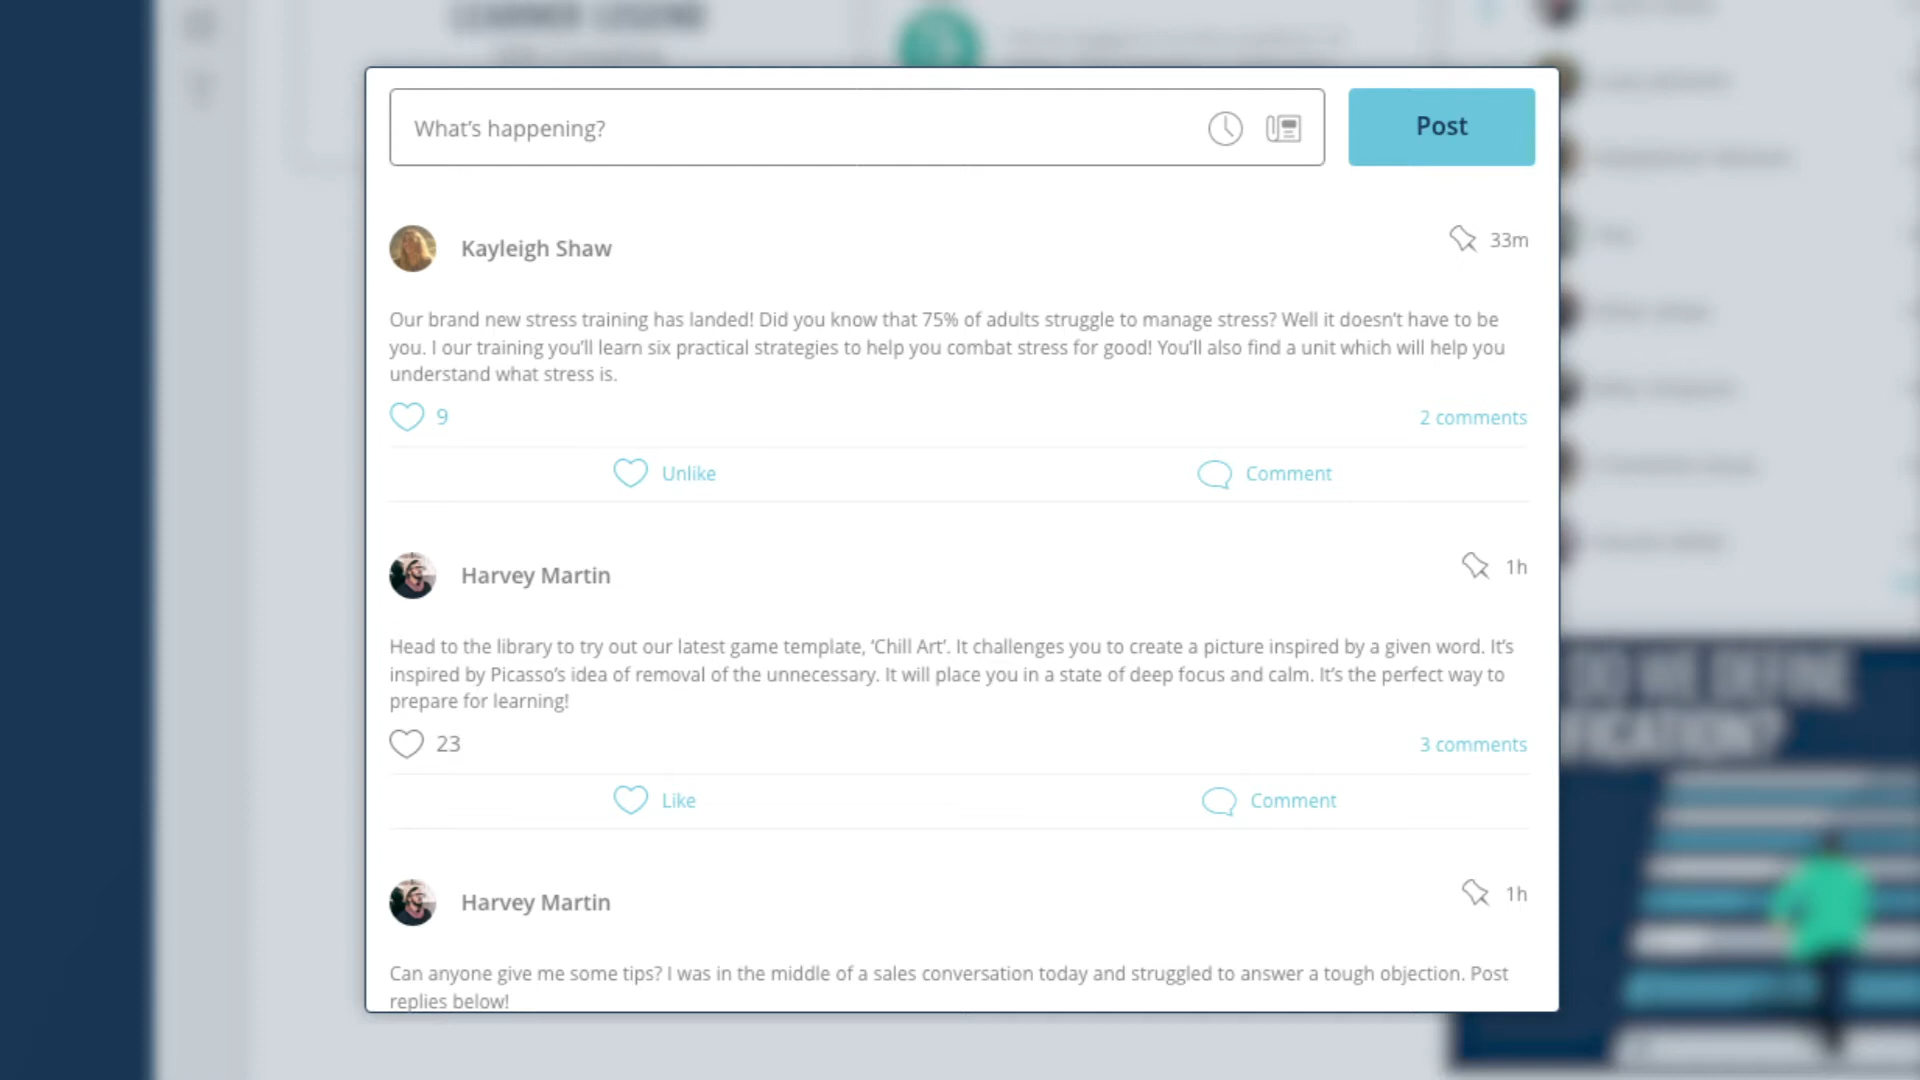 LEARNER LEGEND
What's happening?
Post
Kayleigh Shaw
33m
Our brand new stress training has landed! Did you know that 75% of adults struggle to manage stress? Well it doesn't have to be
you. I our training you'll learn six practical strategies to help you combat stress for good! You'll also find a unit which will help you
understand what stress is.
9
2 comments
Unlike
Comment
Harvey Martin
1h
Head to the library to try out our latest game template, 'Chill Art'. It challenges you to create a picture inspired by a given word. It's
inspired by Picasso's idea of removal of the unnecessary. It will place you in a state of deep focus and calm. It's the perfect way to
prepare for learning!
23
3 comments
Like
Comment
Harvey Martin
1h
Can anyone give me some tips? I was in the middle of a sales conversation today and struggled to answer a tough objection. Post
replies below!
DO WE DEFINE
IFICATION?